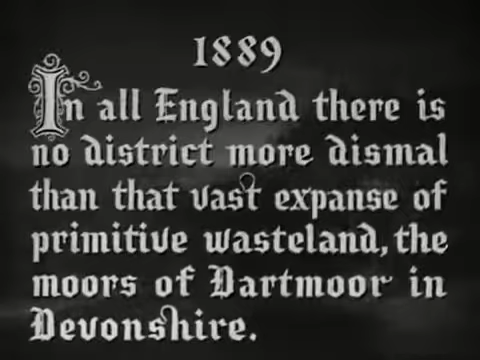 1889
In all England there is
no district more dismal
than that vast expanse of
primitive wasteland, the
moors of Dartmoor in
Devonshire.